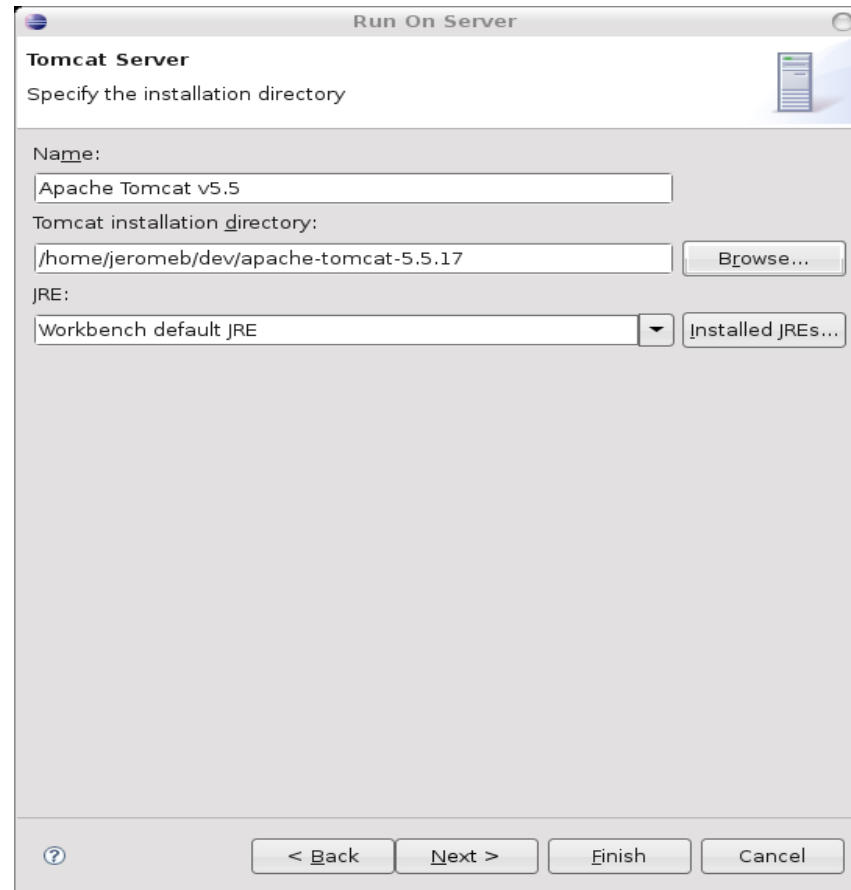 Run On Server
Tomcat Server
Specify the installation directory
Name:
Apache Tomcat v5.5
Tomcat installation directory:
/home/jeromeb/dev/apache-tomcat-5.5.17
Browse...
JRE:
Workbench default JRE
Installed JREs...
?
< Back
Next >
Finish
Cancel